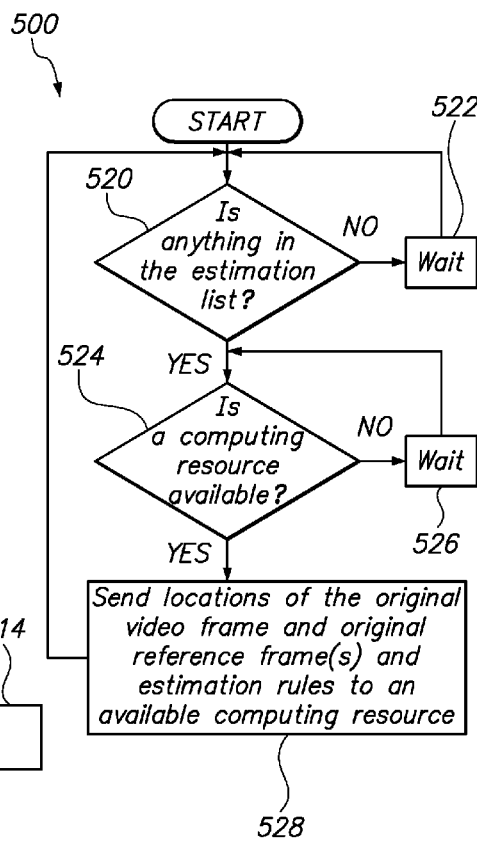 500
START
522
520
Is
anything in
the estimation
list?
NO
Wait
YES
524
Is
a computing
resource
available?
NO
Wait
526
YES
Send locations of the original
video frame and original
reference frame(s) and
estimation rules to an
available computing resource
14
528